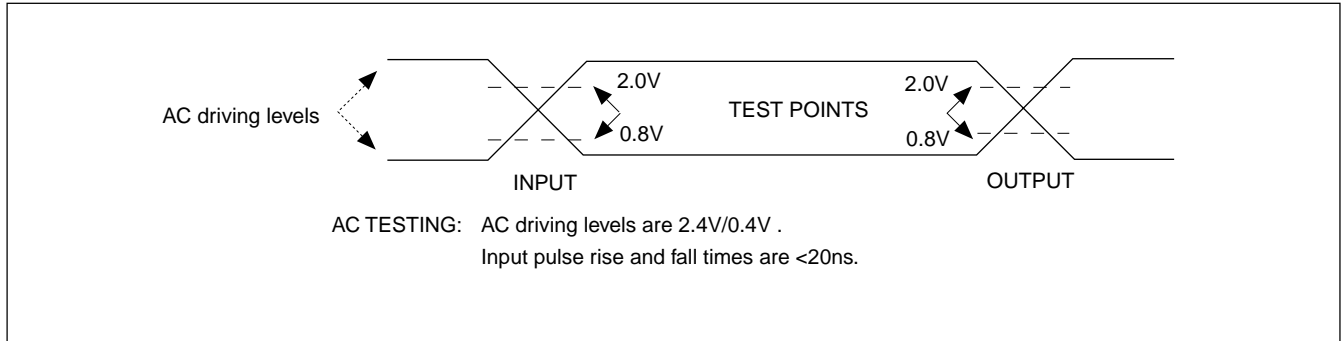 2.0V
2.0V
AC driving levels
TEST POINTS
0.8V
0.8V
INPUT
OUTPUT
AC TESTING: AC driving levels are 2.4V/0.4V .
Input pulse rise and fall times are <20ns.